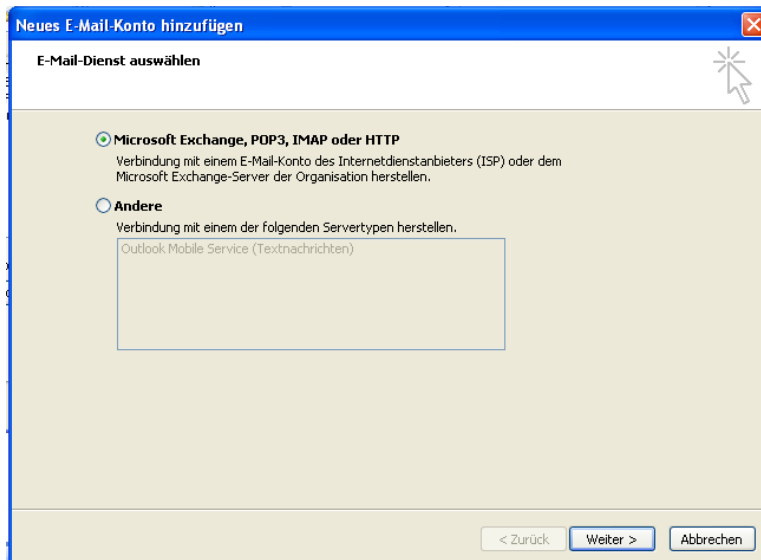 Neues E-Mail-Konto hinzufügen
E-Mail-Dienst auswählen
Microsoft Exchange, POP3, IMAP oder HTTP
Verbindung mit einem E-Mail-Konto des Internetdienstanbieters (ISP) oder dem
Microsoft Exchange-Server der Organisation herstellen.
Andere
Verbindung mit einem der folgenden Servertypen herstellen.
Outlook Mobile Service (Textnachrichten)
< Zurück
Weiter >
Abbrechen